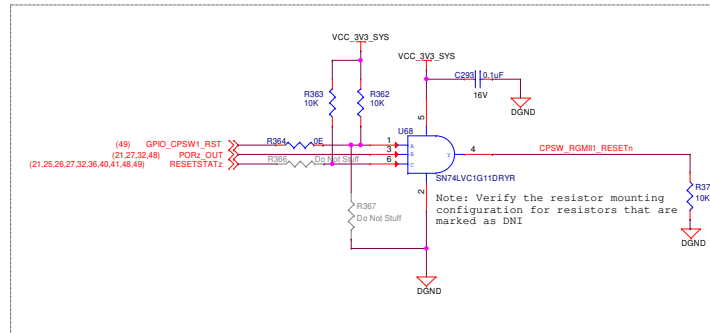 VCC_3V3_SYS
VCC_3V3_SYS
C293 0.1uF
16V
DGND
R363
10K
R362
10K
U68
5
(49) GPIO_CPSW1_RST R364 0E 1 A
(21,27,32,48) PORz_OUT 3 B Y 4 CPSW_RGMII1_RESETn
(21,25,26,27,32,36,40,41,48,49) RESETSTATz R366 Do Not Stuff 6 C
SN74LVC1G11DRYR
2
R37
10K
R367
Do Not Stuff
Note: Verify the resistor mounting
configuration for resistors that are
marked as DNI
DGND
DGND